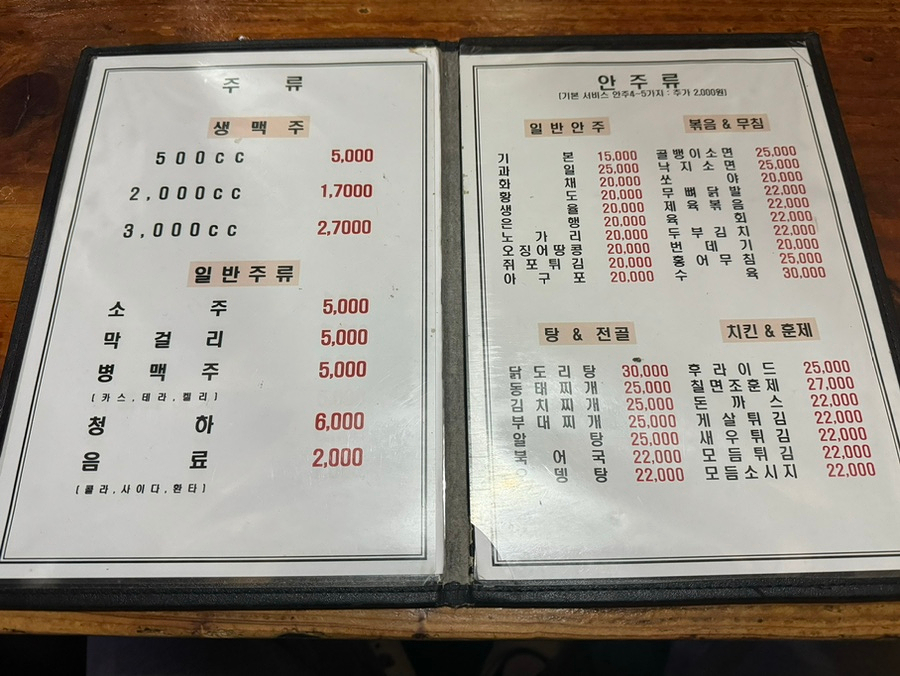 주 류
생 맥 주
500cc 5,000
2,000cc 1,7000
3,000cc 2,7000
일반주류
소 주 5,000
막 걸 리 5,000
병 맥 주 5,000
(카스,테라,켈리)
청 하 6,000
음 료 2,000
(콜라,사이다,환타)
안 주 류
[기본 서비스 안주4-5가지 : 추가 2,000원]
일반안주
기 본 15,000
과 일 25,000
화 채 20,000
황 도 20,000
생 율 20,000
은 행 20,000
노 가 리 20,000
오징어땅콩 20,000
쥐포튀김 20,000
아 구 포 20,000
볶음 & 무침
골뱅이소면 25,000
낙지소면 25,000
쏘 야 20,000
무뼈닭발 22,000
제육볶음 22,000
육 회 22,000
두부김치 22,000
번 데 기 20,000
홍어무침 25,000
수 육 30,000
탕 & 전골
닭도리탕 30,000
동태찌개 25,000
김치찌개 25,000
부대찌개 25,000
알 탕 25,000
북 어 국 22,000
오 뎅 탕 22,000
치킨 & 훈제
후라이드 25,000
칠면조훈제 27,000
돈 까 스 22,000
게살튀김 22,000
새우튀김 22,000
모듬튀김 22,000
모듬소시지 22,000